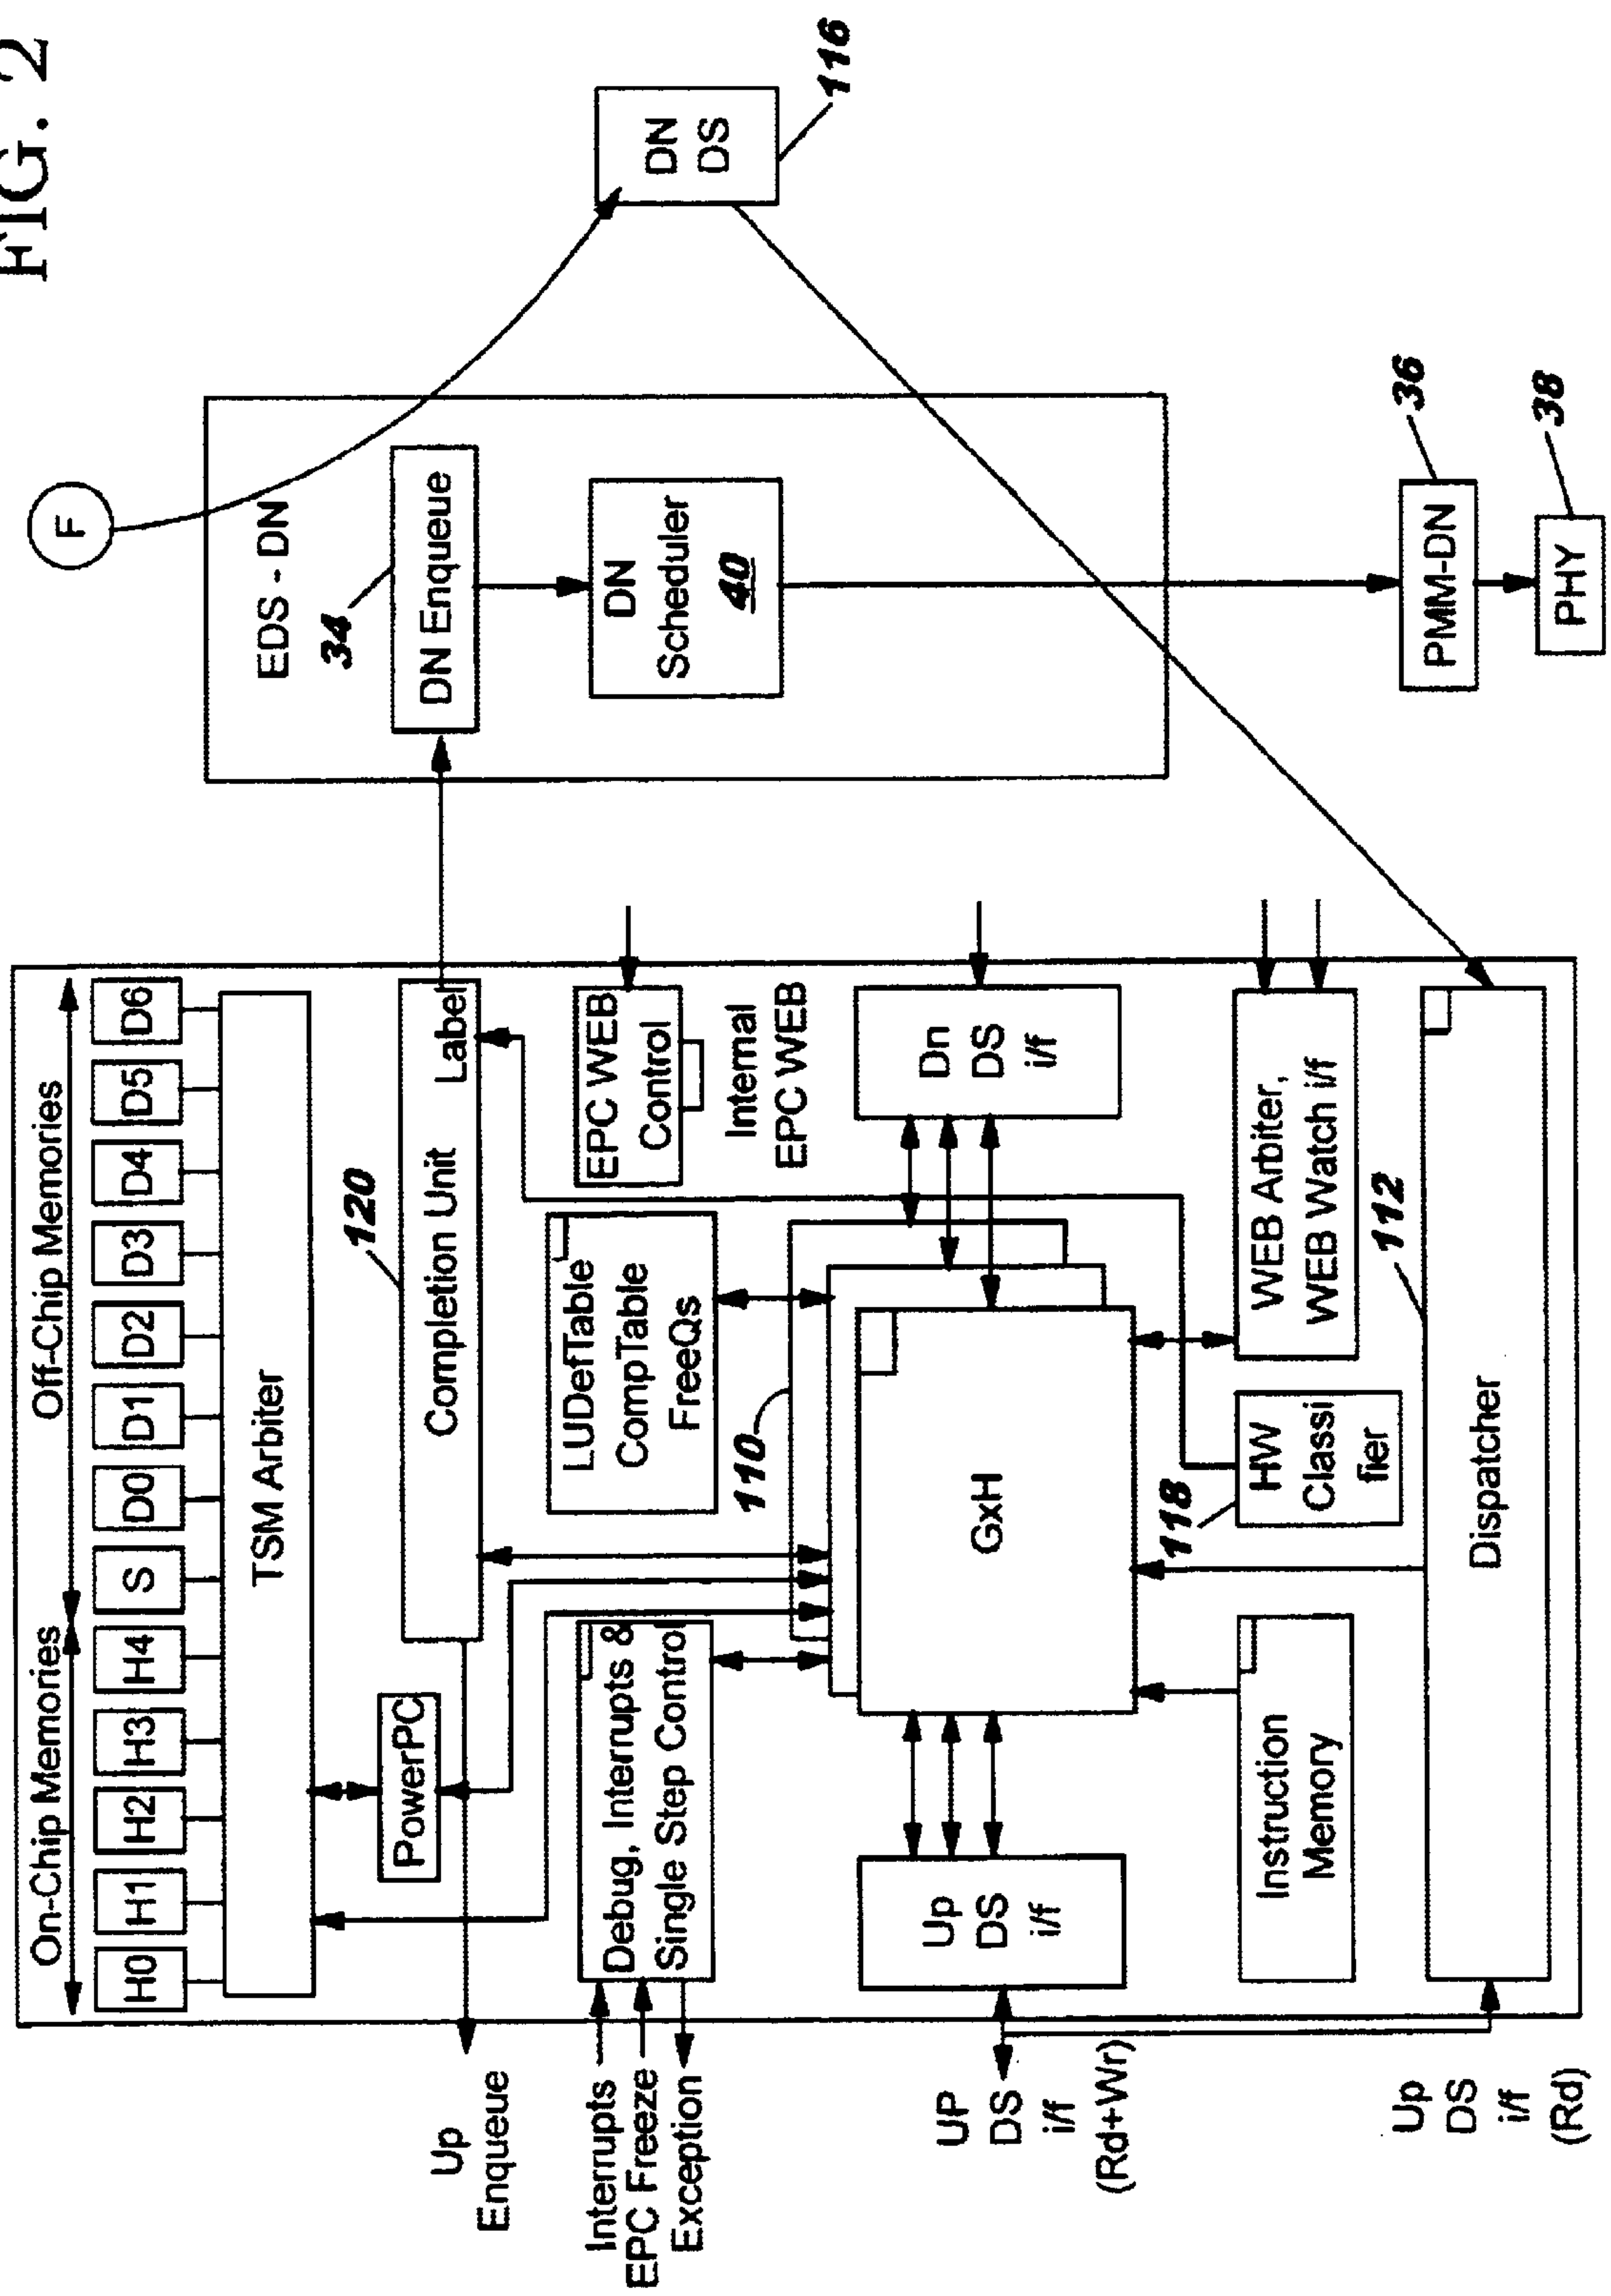 FIG. 2
F
On-Chip Memories
Off-Chip Memories
H0
H1
H2
H3
H4
S
D0
D1
D2
D3
D4
D5
D6
TSM Arbiter
EDS - DN
34
DN Enqueue
DN
Scheduler
40
DN
DS
116
120
PowerPC
Completion Unit
Label
Up
Enqueue
Interrupts
EPC Freeze
Exception
Debug, Interrupts &
Single Step Control
LUDefTable
CompTable
FreeQs
EPC WEB
Control
Internal
EPC WEB
110
GxH
Up
DS
i/f
Dn
DS
i/f
UP
DS
i/f
(Rd+Wr)
118
Instruction
Memory
HW
Classi
fier
WEB Arbiter,
WEB Watch i/f
112
Dispatcher
Up
DS
i/f
(Rd)
PMM-DN
36
PHY
38